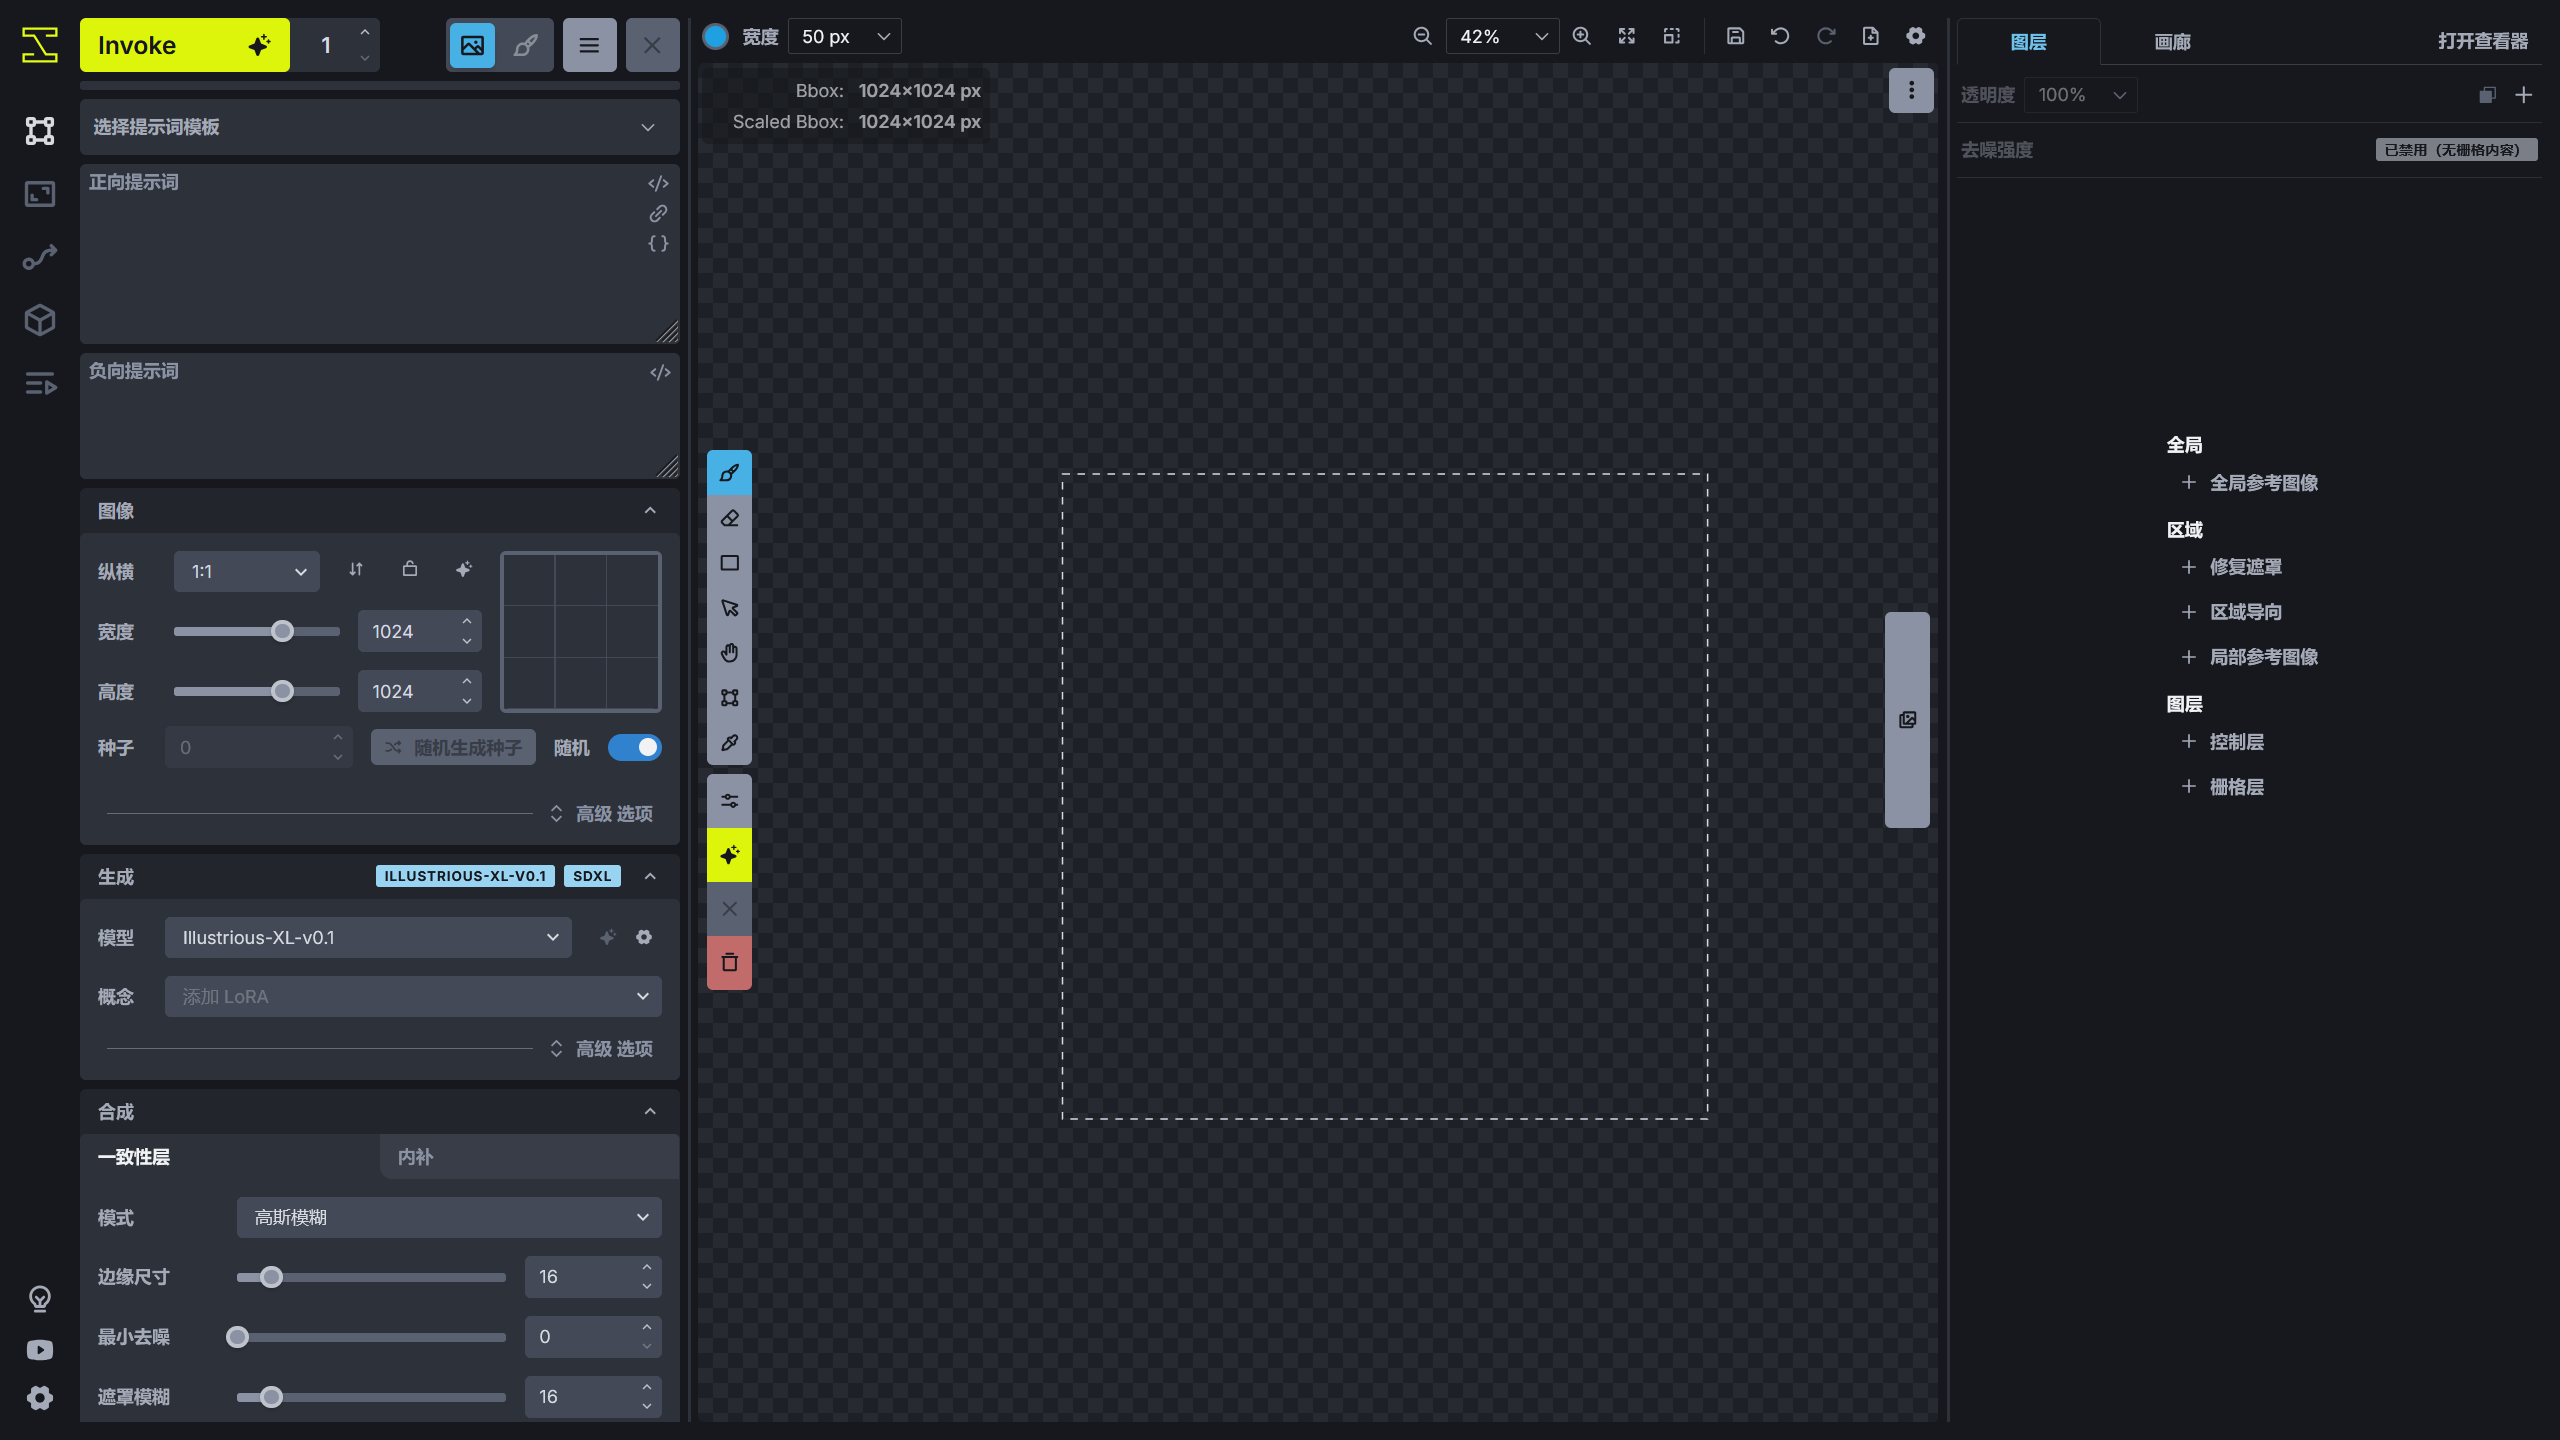 Invoke 1
选择提示词模板
正向提示词
负向提示词
图像
纵横 1:1
宽度 1024
高度 1024
种子 0 随机生成种子 随机
高级 选项
生成 ILLUSTRIOUS-XL-V0.1 SDXL
模型 Illustrious-XL-v0.1
概念 添加 LoRA
高级 选项
合成
一致性层 内补
模式 高斯模糊
边缘尺寸 16
最小去噪 0
遮罩模糊 16
宽度 50 px 42%
Bbox: 1024×1024 px
Scaled Bbox: 1024×1024 px
图层 画廊 打开查看器
透明度 100%
去噪强度 已禁用（无栅格内容）
全局
全局参考图像
区域
修复遮罩
区域导向
局部参考图像
图层
控制层
栅格层